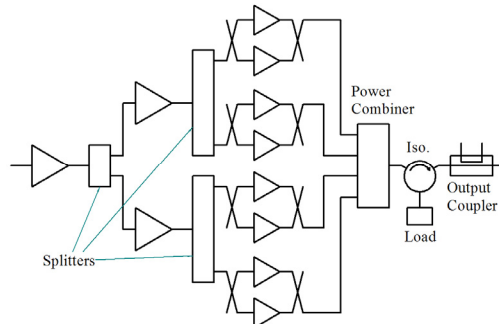 Power
Combiner
Iso.
Output
Coupler
Load
Splitters